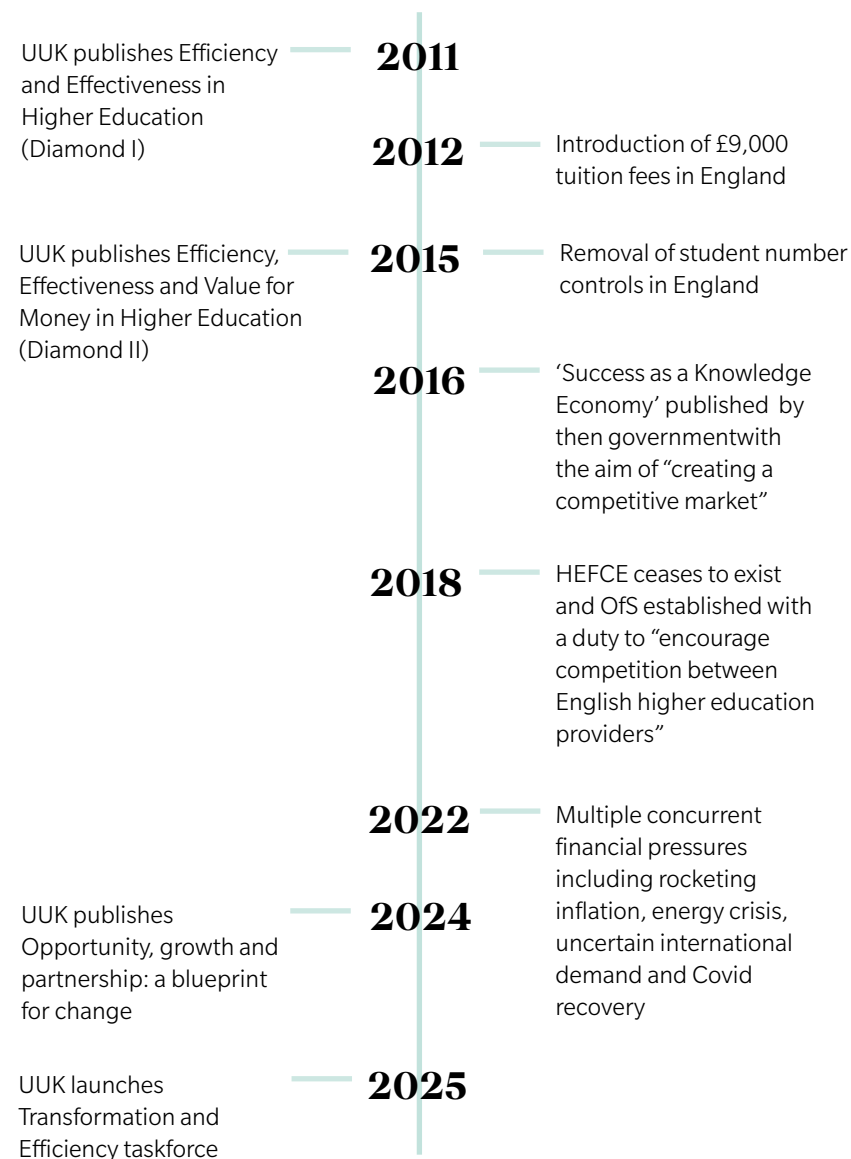 UUK publishes Efficiency
and Effectiveness in
Higher Education
(Diamond I)
2011
2012
Introduction of £9,000
tuition fees in England
UUK publishes Efficiency,
Effectiveness and Value for
Money in Higher Education
(Diamond II)
2015
Removal of student number
controls in England
2016
‘Success as a Knowledge
Economy’ published  by
then governmentwith
the aim of “creating a
competitive market”
2018
HEFCE ceases to exist
and OfS established with
a duty to “encourage
competition between
English higher education
providers”
2022
Multiple concurrent
financial pressures
including rocketing
inflation, energy crisis,
uncertain international
demand and Covid
recovery
UUK publishes
Opportunity, growth and
partnership: a blueprint
for change
2024
UUK launches
Transformation and
Efficiency taskforce
2025